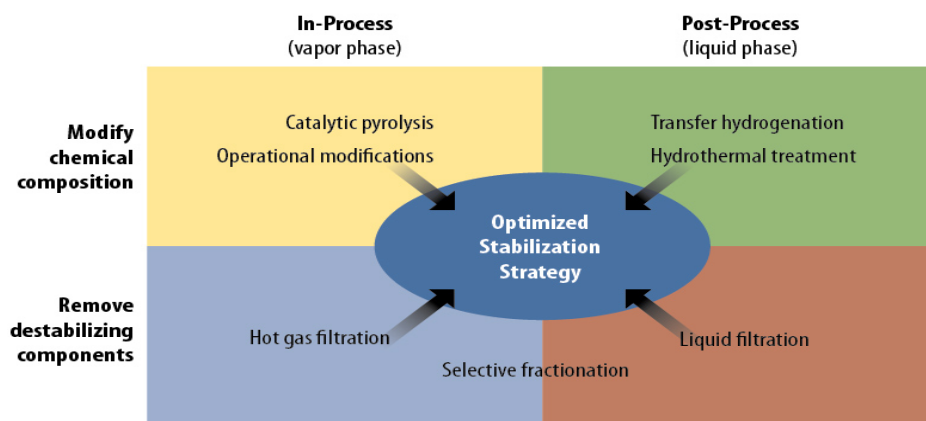 In-Process
(vapor phase)
Post-Process
(liquid phase)
Modify
chemical
composition
Catalytic pyrolysis
Operational modifications
Transfer hydrogenation
Hydrothermal treatment
Optimized
Stabilization
Strategy
Remove
destabilizing
components
Hot gas filtration
Liquid filtration
Selective fractionation